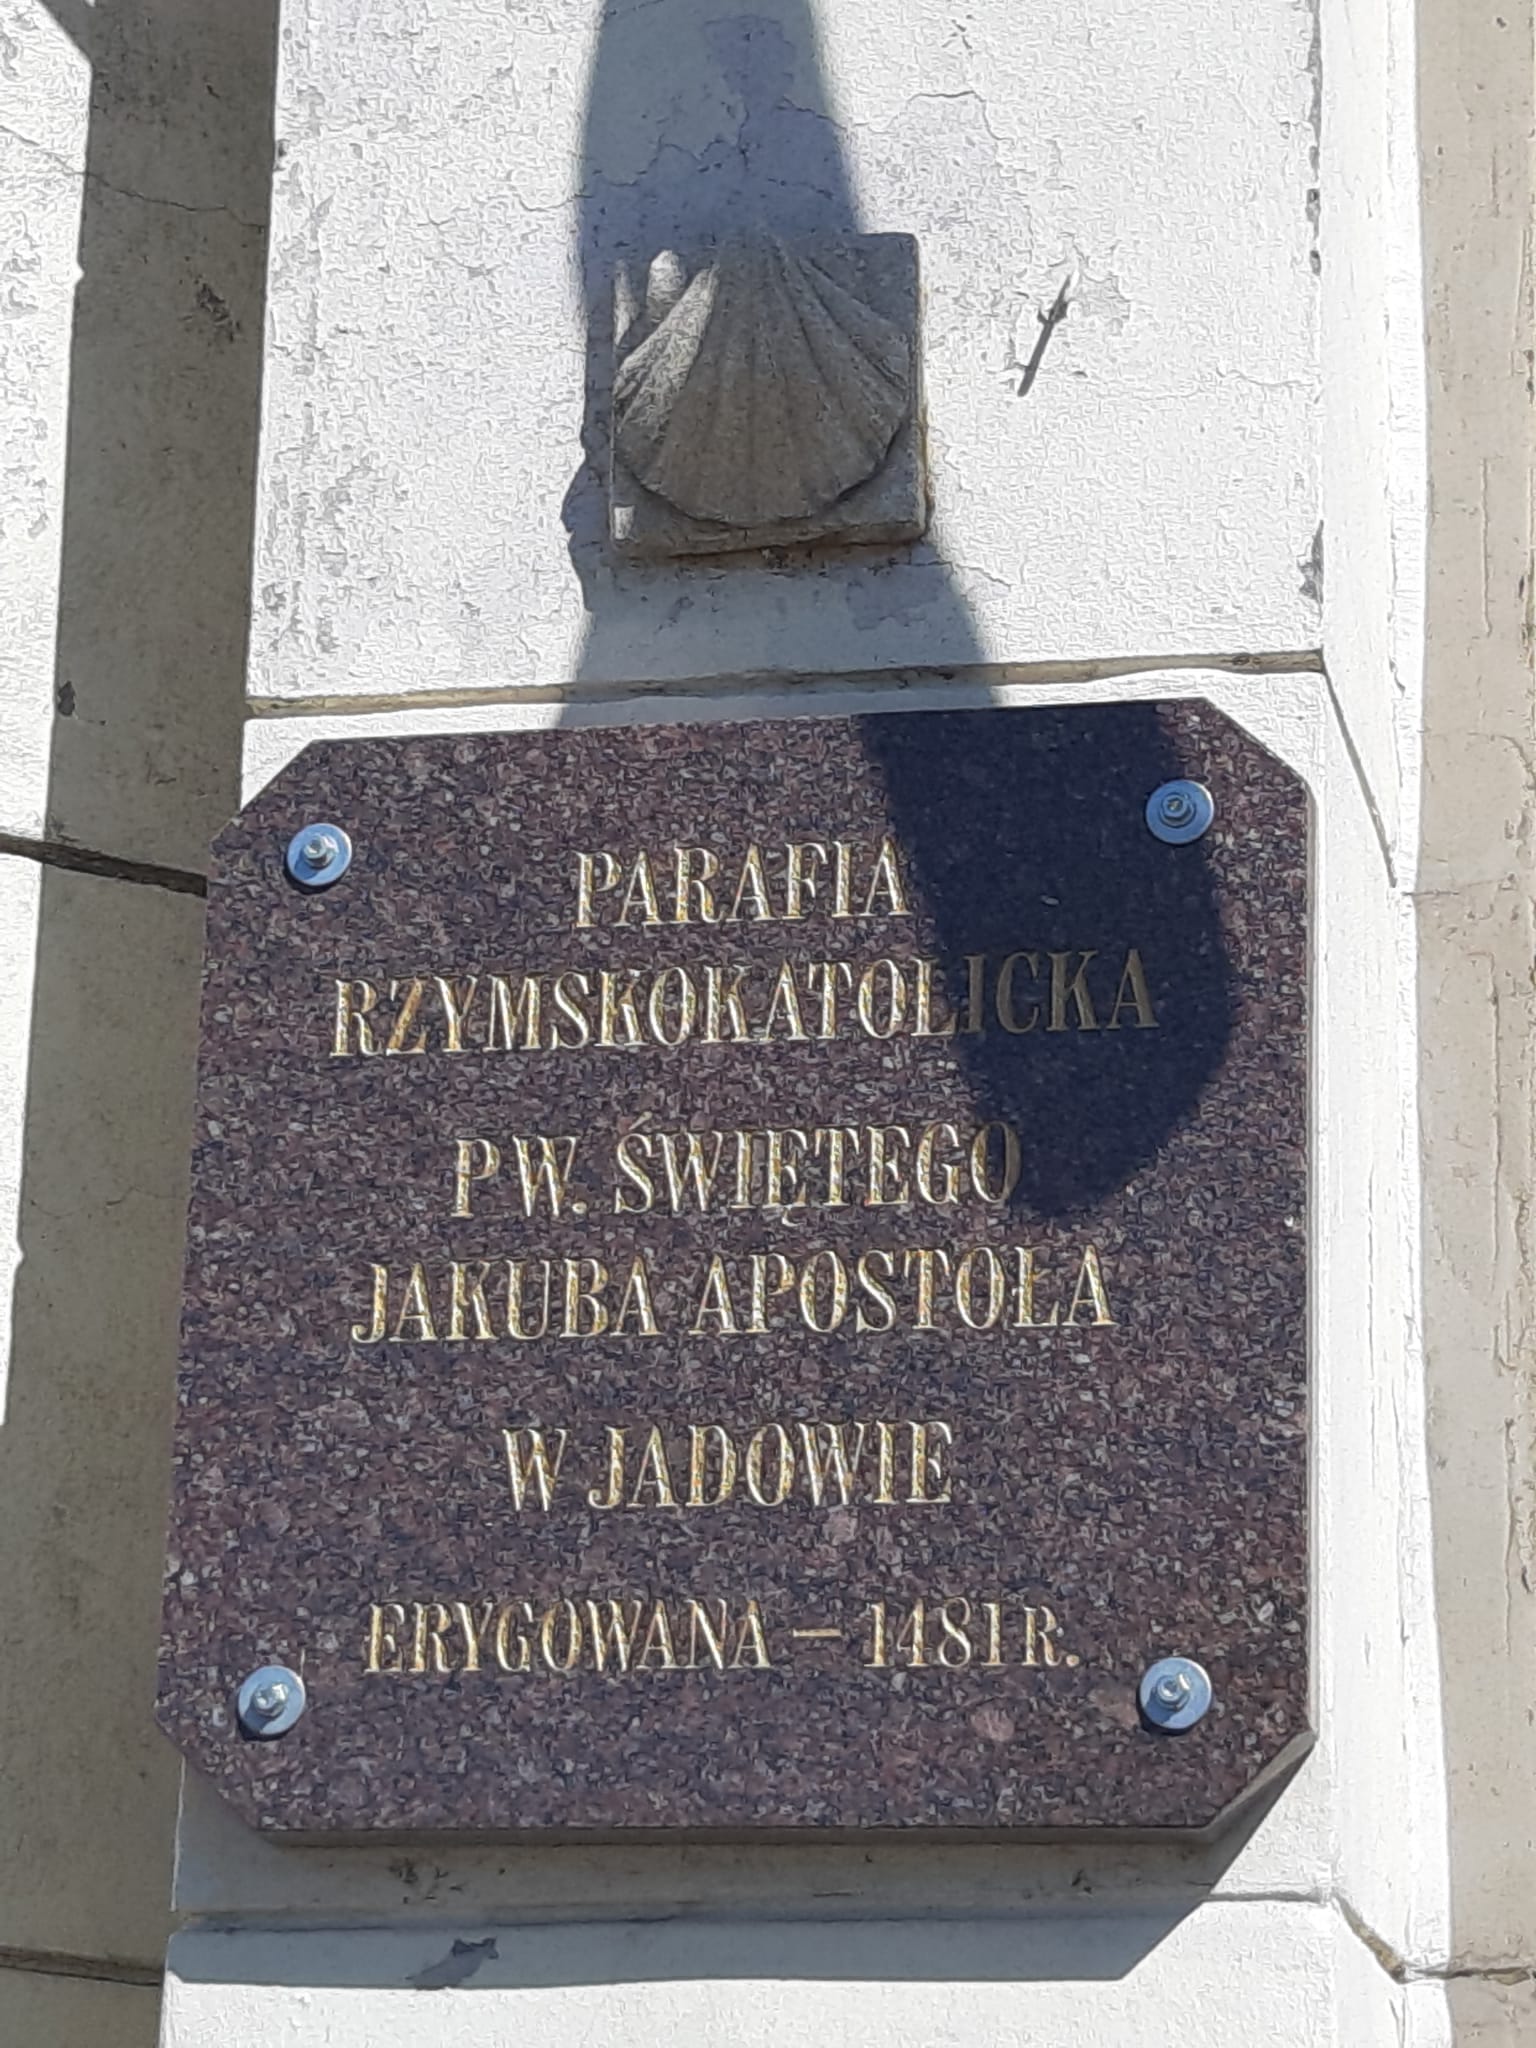 PARAFIA
RZYMSKOKATOLICKA
PW. ŚWIĘTEGO
JAKUBA APOSTOŁA
W JADOWIE
ERYGOWANA – 1481 R.